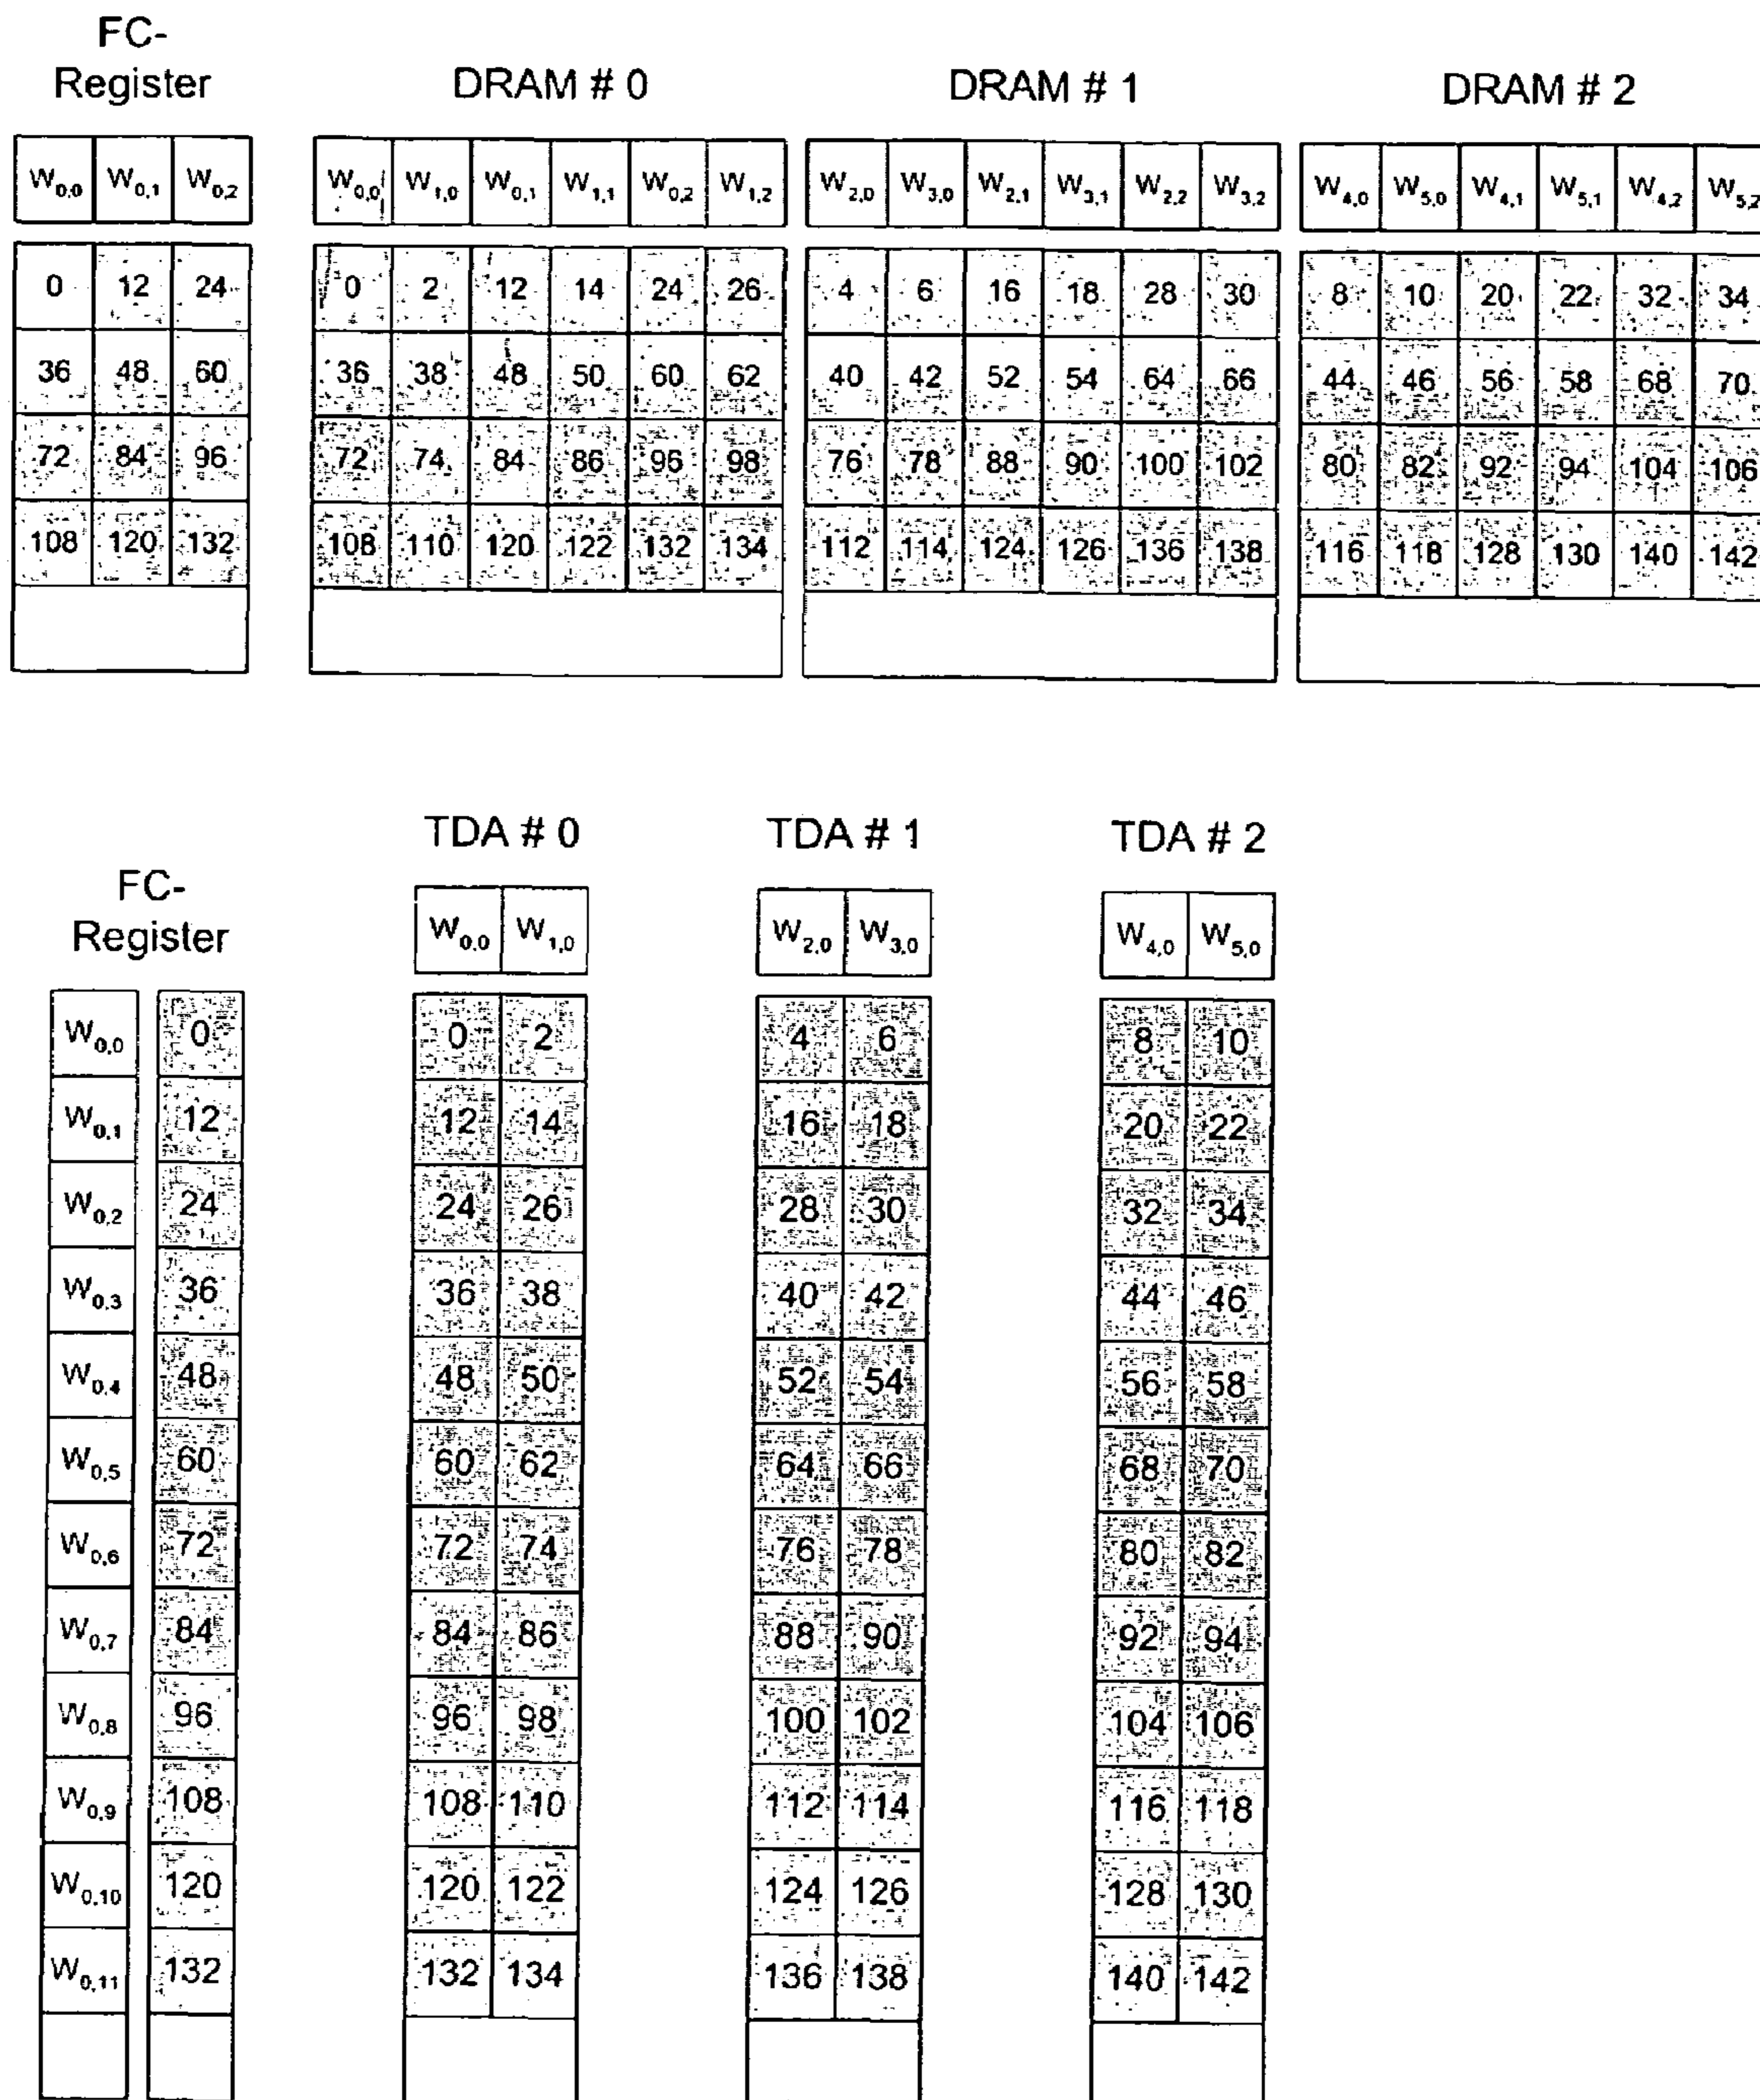 FC-
Register
DRAM # 0
DRAM # 1
DRAM # 2
W0,0 W0,1 W0,2
W0,0 W1,0 W0,1 W1,1 W0,2 W1,2
W2,0 W3,0 W2,1 W3,1 W2,2 W3,2
W4,0 W5,0 W4,1 W5,1 W4,2 W5,2
0 12 24 0 2 12 14 24 26 4 6 16 18 28 30 8 10 20 22 32 34
36 48 60 36 38 48 50 60 62 40 42 52 54 64 66 44 46 56 58 68 70
72 84 96 72 74 84 86 96 98 76 78 88 90 100 102 80 82 92 94 104 106
108 120 132 108 110 120 122 132 134 112 114 124 126 136 138 116 118 128 130 140 142
TDA # 0
TDA # 1
TDA # 2
FC-
Register
W0,0 W1,0
W2,0 W3,0
W4,0 W5,0
W0,0 0 0 2 4 6 8 10
W0,1 12 12 14 16 18 20 22
W0,2 24 24 26 28 30 32 34
W0,3 36 36 38 40 42 44 46
W0,4 48 48 50 52 54 56 58
W0,5 60 60 62 64 66 68 70
W0,6 72 72 74 76 78 80 82
W0,7 84 84 86 88 90 92 94
W0,8 96 96 98 100 102 104 106
W0,9 108 108 110 112 114 116 118
W0,10 120 120 122 124 126 128 130
W0,11 132 132 134 136 138 140 142